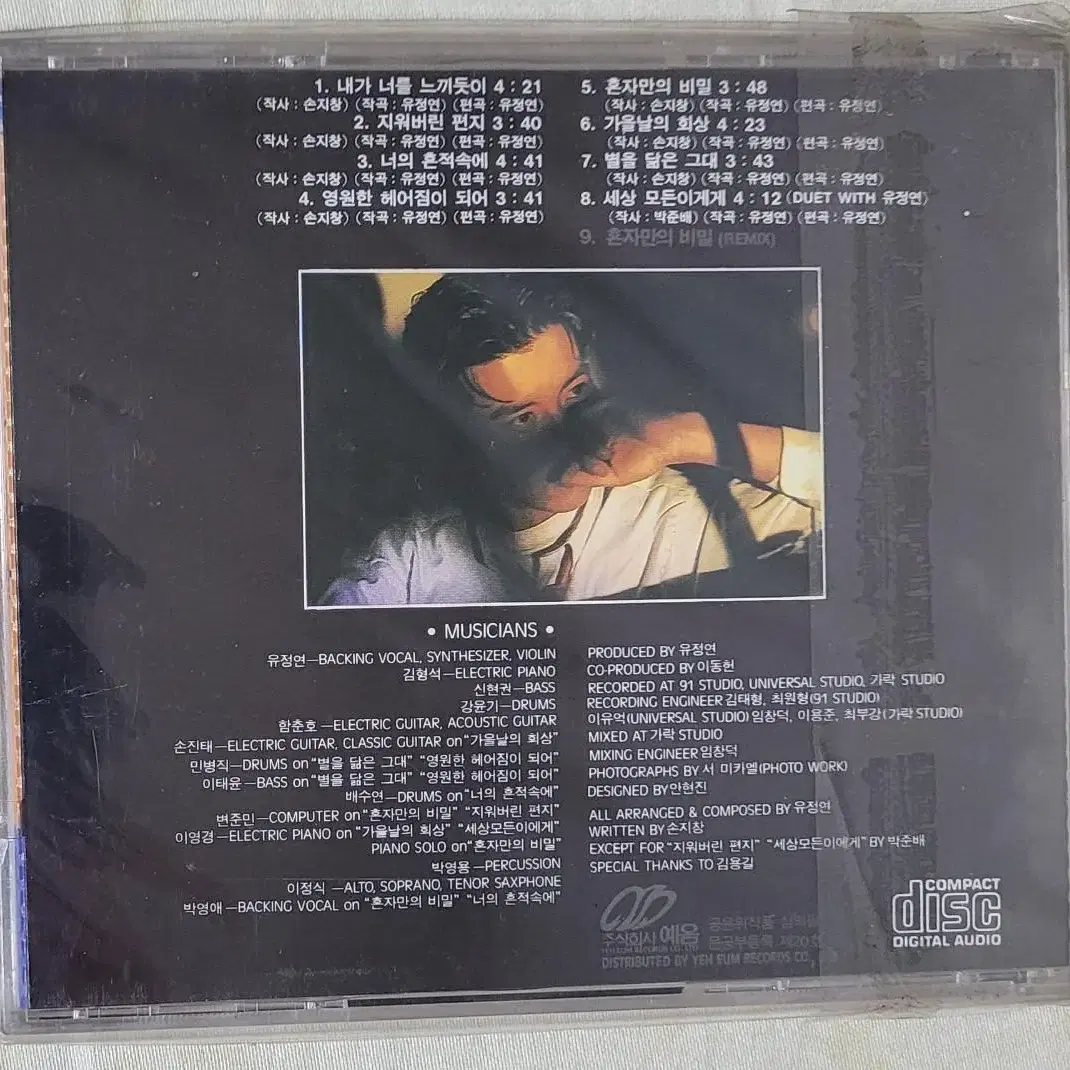 1. 내가 너를 느끼듯이 4 : 21
(작사 : 손지창) (작곡 : 유정연) (편곡 : 유정연)
2. 지워버린 편지 3 : 40
(작사 : 손지창) (작곡 : 유정연) (편곡 : 유정연)
3. 너의 흔적속에 4 : 41
(작사 : 손지창) (작곡 : 유정연) (편곡 : 유정연)
4. 영원한 헤어짐이 되어 3 : 41
(작사 : 손지창) (작곡 : 유정연) (편곡 : 유정연)
5. 혼자만의 비밀 3 : 48
(작사 : 손지창) (작곡 : 유정연) (편곡 : 유정연)
6. 가을날의 회상 4 : 23
(작사 : 손지창) (작곡 : 유정연) (편곡 : 유정연)
7. 별을 닮은 그대 3 : 43
(작사 : 손지창) (작곡 : 유정연) (편곡 : 유정연)
8. 세상 모든이게게 4 : 12 (DUET WITH 유정연)
(작사 : 박준배) (작곡 : 유정연) (편곡 : 유정연)
9. 혼자만의 비밀 (REMIX)
• MUSICIANS •
유정연—BACKING VOCAL, SYNTHESIZER, VIOLIN
김형석—ELECTRIC PIANO
신현권—BASS
강윤기—DRUMS
함춘호—ELECTRIC GUITAR, ACOUSTIC GUITAR
손진태—ELECTRIC GUITAR, CLASSIC GUITAR on "가을날의 회상"
민병직—DRUMS on "별을 닮은 그대" "영원한 헤어짐이 되어"
이태윤—BASS on "별을 닮은 그대" "영원한 헤어짐이 되어"
배수연—DRUMS on "너의 흔적속에"
변준민—COMPUTER on "혼자만의 비밀" "지워버린 편지"
이영경—ELECTRIC PIANO on "가을날의 회상" "세상모든이에게"
PIANO SOLO on "혼자만의 비밀"
박영용—PERCUSSION
이정식—ALTO, SOPRANO, TENOR SAXPHONE
박영애—BACKING VOCAL on "혼자만의 비밀" "너의 흔적속에"
PRODUCED BY 유정연
CO-PRODUCED BY 이동헌
RECORDED AT 91 STUDIO, UNIVERSAL STUDIO, 가락 STUDIO
RECORDING ENGINEER 김태형, 최원형(91 STUDIO)
이유억(UNIVERSAL STUDIO) 임창덕, 이용준, 최부강(가락 STUDIO)
MIXED AT 가락 STUDIO
MIXING ENGINEER 임창덕
PHOTOGRAPHS BY 서 미카엘(PHOTO WORK)
DESIGNED BY 안현진
ALL ARRANGED & COMPOSED BY 유정연
WRITTEN BY 손지창
EXCEPT FOR "지워버린 편지" "세상모든이에게" BY 박준배
SPECIAL THANKS TO 김용길
주식회사 예음
YEH EUM RECORDS CO., LTD
공은위작품
제20
DISTRIBUTED BY YEH EUM RECORDS CO.,
COMPACT
disc
DIGITAL AUDIO